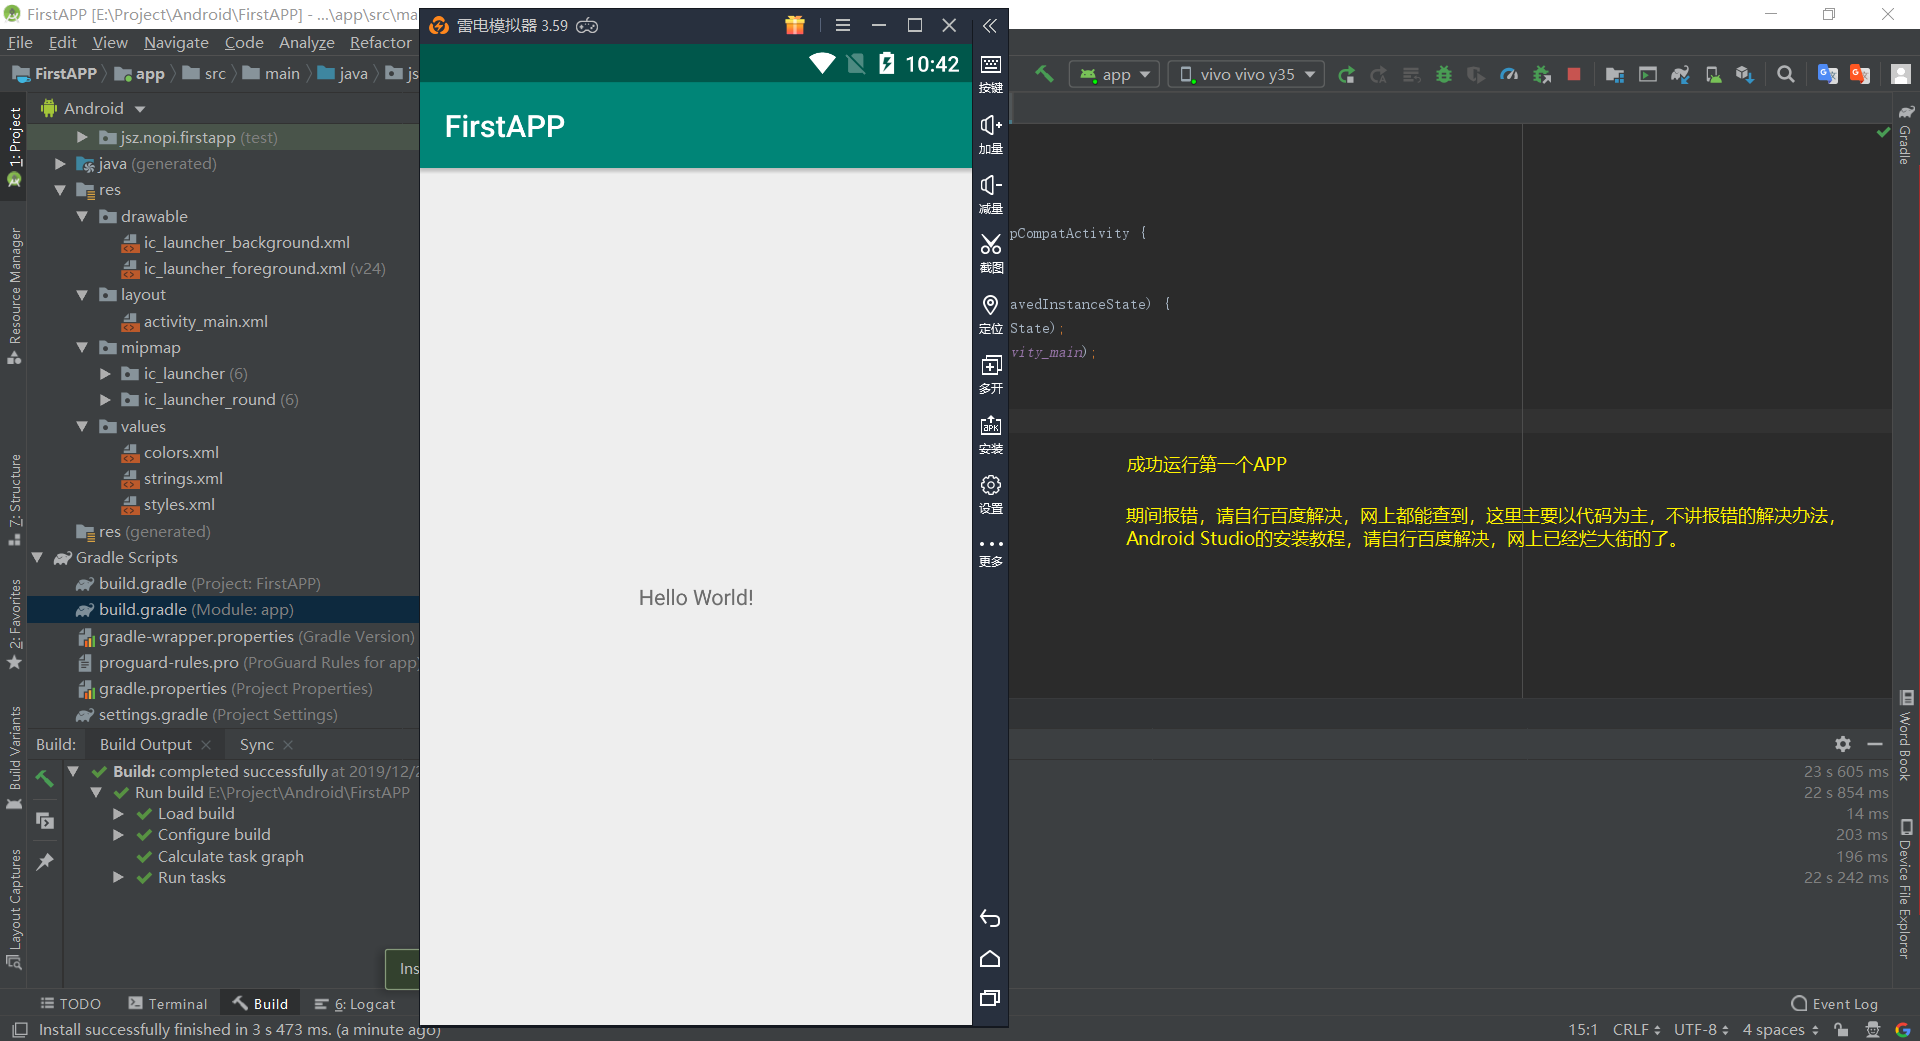 FirstAPP [E:\Project\Android\FirstAPP] - ...\app\src\ma
File Edit View Navigate Code Analyze Refactor
FirstAPP app src main java js
app vivo vivo y35
雷电模拟器 3.59
10:42
FirstAPP
Hello World!
按键
加量
减量
截图
定位
多开
安装
设置
更多
1: Project
Resource Manager
7: Structure
2: Favorites
Build Variants
Layout Captures
Android
jsz.nopi.firstapp (test)
java (generated)
res
drawable
ic_launcher_background.xml
ic_launcher_foreground.xml (v24)
layout
activity_main.xml
mipmap
ic_launcher (6)
ic_launcher_round (6)
values
colors.xml
strings.xml
styles.xml
res (generated)
Gradle Scripts
build.gradle (Project: FirstAPP)
build.gradle (Module: app)
gradle-wrapper.properties (Gradle Version)
proguard-rules.pro (ProGuard Rules for app
gradle.properties (Project Properties)
settings.gradle (Project Settings)
pCompatActivity {
avedInstanceState) {
State);
vity_main);
成功运行第一个APP
期间报错，请自行百度解决，网上都能查到，这里主要以代码为主，不讲报错的解决办法，
Android Studio的安装教程，请自行百度解决，网上已经烂大街的了。
Gradle
Word Book
Device File Explorer
Build: Build Output Sync
Build: completed successfully at 2019/12/2 23 s 605 ms
Run build E:\Project\Android\FirstAPP 22 s 854 ms
Load build 14 ms
Configure build 203 ms
Calculate task graph 196 ms
Run tasks 22 s 242 ms
Ins
TODO Terminal Build 6: Logcat Event Log
Install successfully finished in 3 s 473 ms. (a minute ago) 15:1 CRLF UTF-8 4 spaces